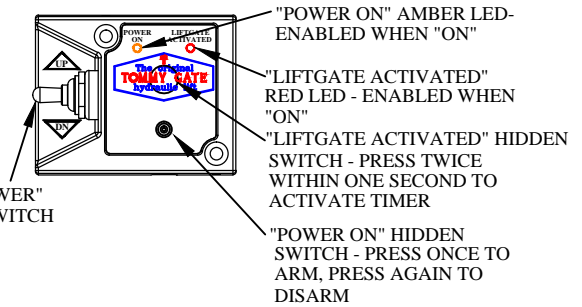 "POWER ON" AMBER LED-
ENABLED WHEN "ON"
POWER
ON
LIFTGATE
ACTIVATED
"LIFTGATE ACTIVATED"
RED LED - ENABLED WHEN
"ON"
UP
The original
TOMMY GATE
hydraulic lift
DN
"LIFTGATE ACTIVATED" HIDDEN
SWITCH - PRESS TWICE
WITHIN ONE SECOND TO
ACTIVATE TIMER
WER"
WITCH
"POWER ON" HIDDEN
SWITCH - PRESS ONCE TO
ARM, PRESS AGAIN TO
DISARM